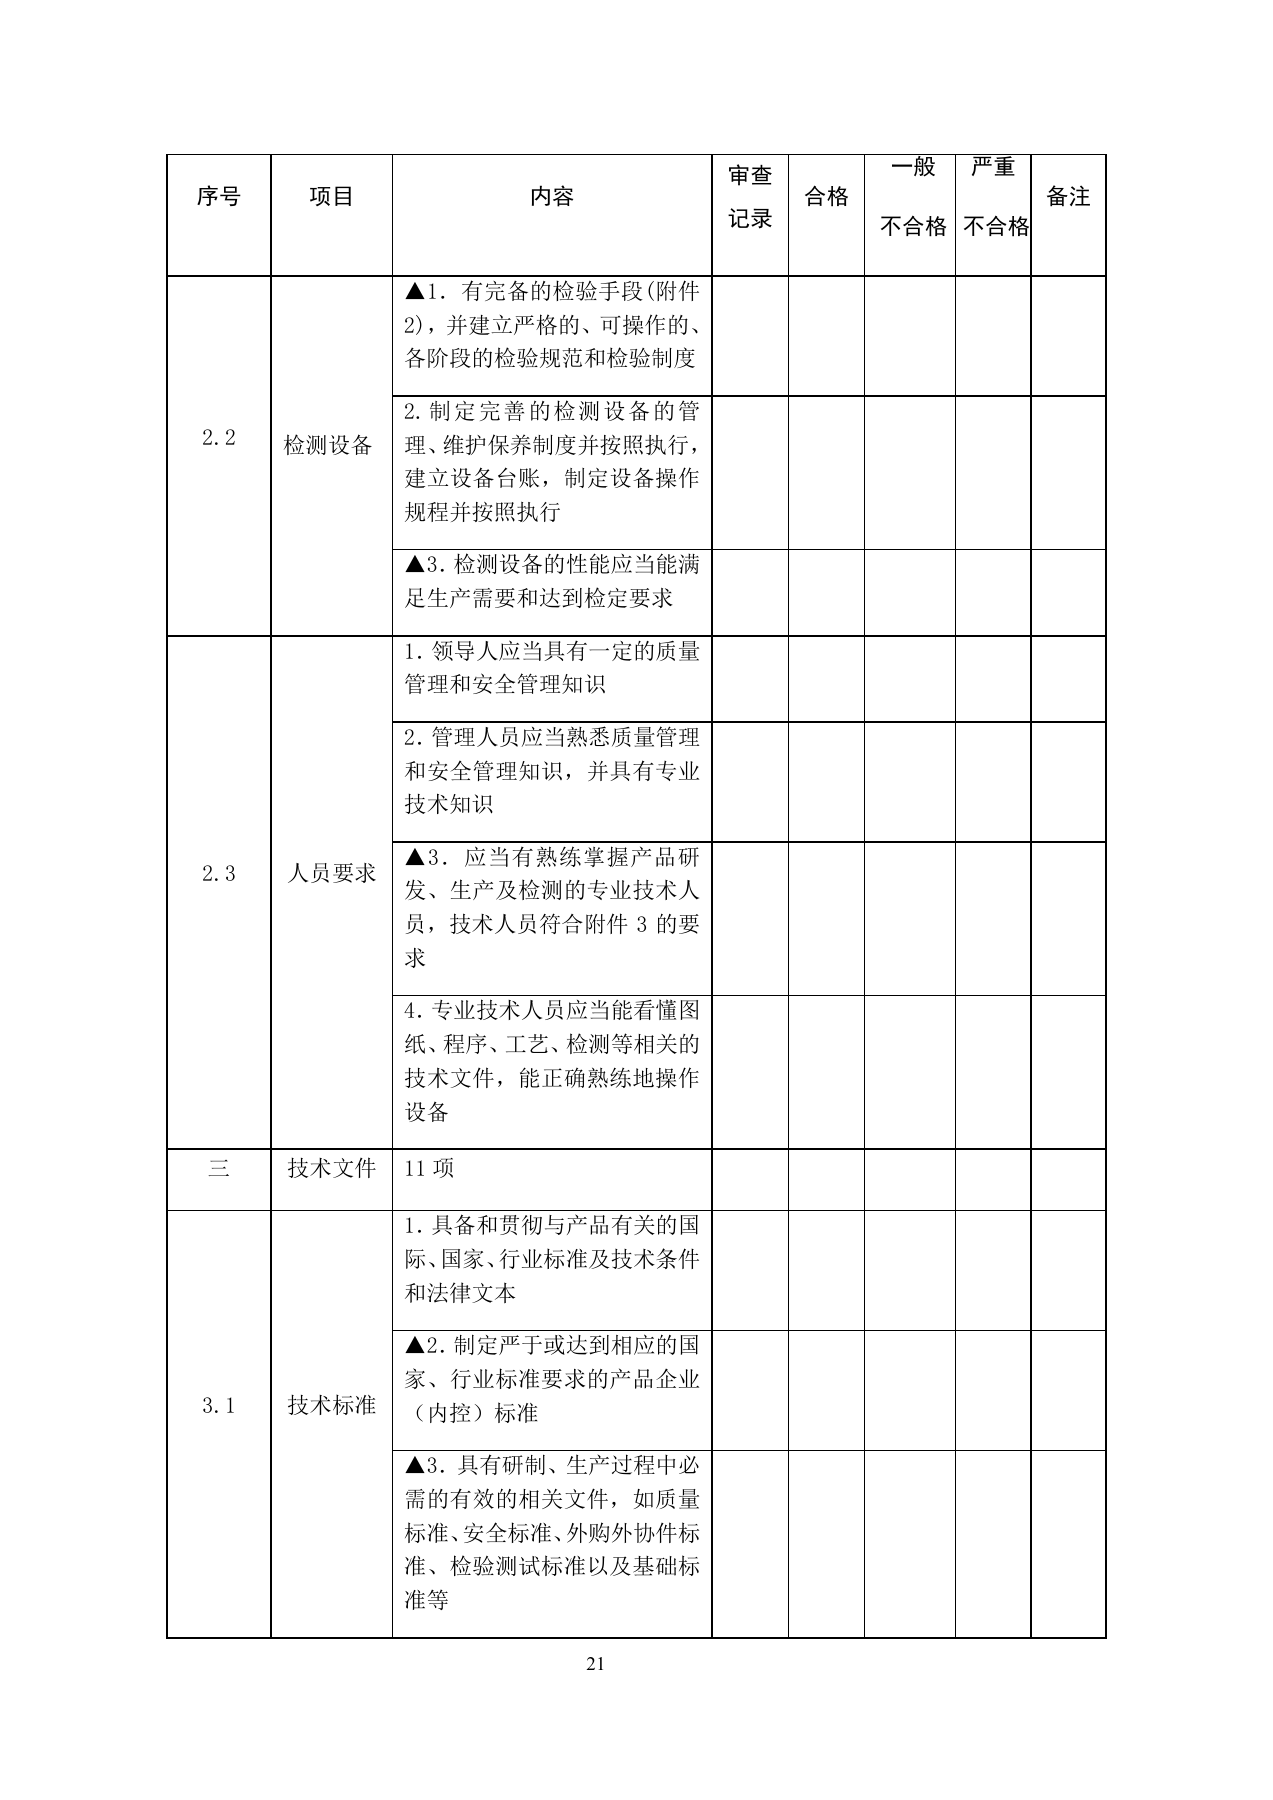 序号
项目
内容
审查
记录
合格
一般
不合格
严重
不合格
备注
2.2
检测设备
▲1. 有完备的检验手段(附件
2),并建立严格的、可操作的、
各阶段的检验规范和检验制度
2.制定完善的检测设备的管
理、维护保养制度并按照执行,
建立设备台账，制定设备操作
规程并按照执行
▲3.检测设备的性能应当能满
足生产需要和达到检定要求
2.3
人员要求
1.领导人应当具有一定的质量
管理和安全管理知识
2.管理人员应当熟悉质量管理
和安全管理知识，并具有专业
技术知识
▲3. 应当有熟练掌握产品研
发、生产及检测的专业技术人
员，技术人员符合附件 3 的要
求
4.专业技术人员应当能看懂图
纸、程序、工艺、检测等相关的
技术文件，能正确熟练地操作
设备
三
技术文件
11 项
3.1
技术标准
1.具备和贯彻与产品有关的国
际、国家、行业标准及技术条件
和法律文本
▲2.制定严于或达到相应的国
家、行业标准要求的产品企业
（内控）标准
▲3. 具有研制、生产过程中必
需的有效的相关文件，如质量
标准、安全标准、外购外协件标
准、检验测试标准以及基础标
准等
21